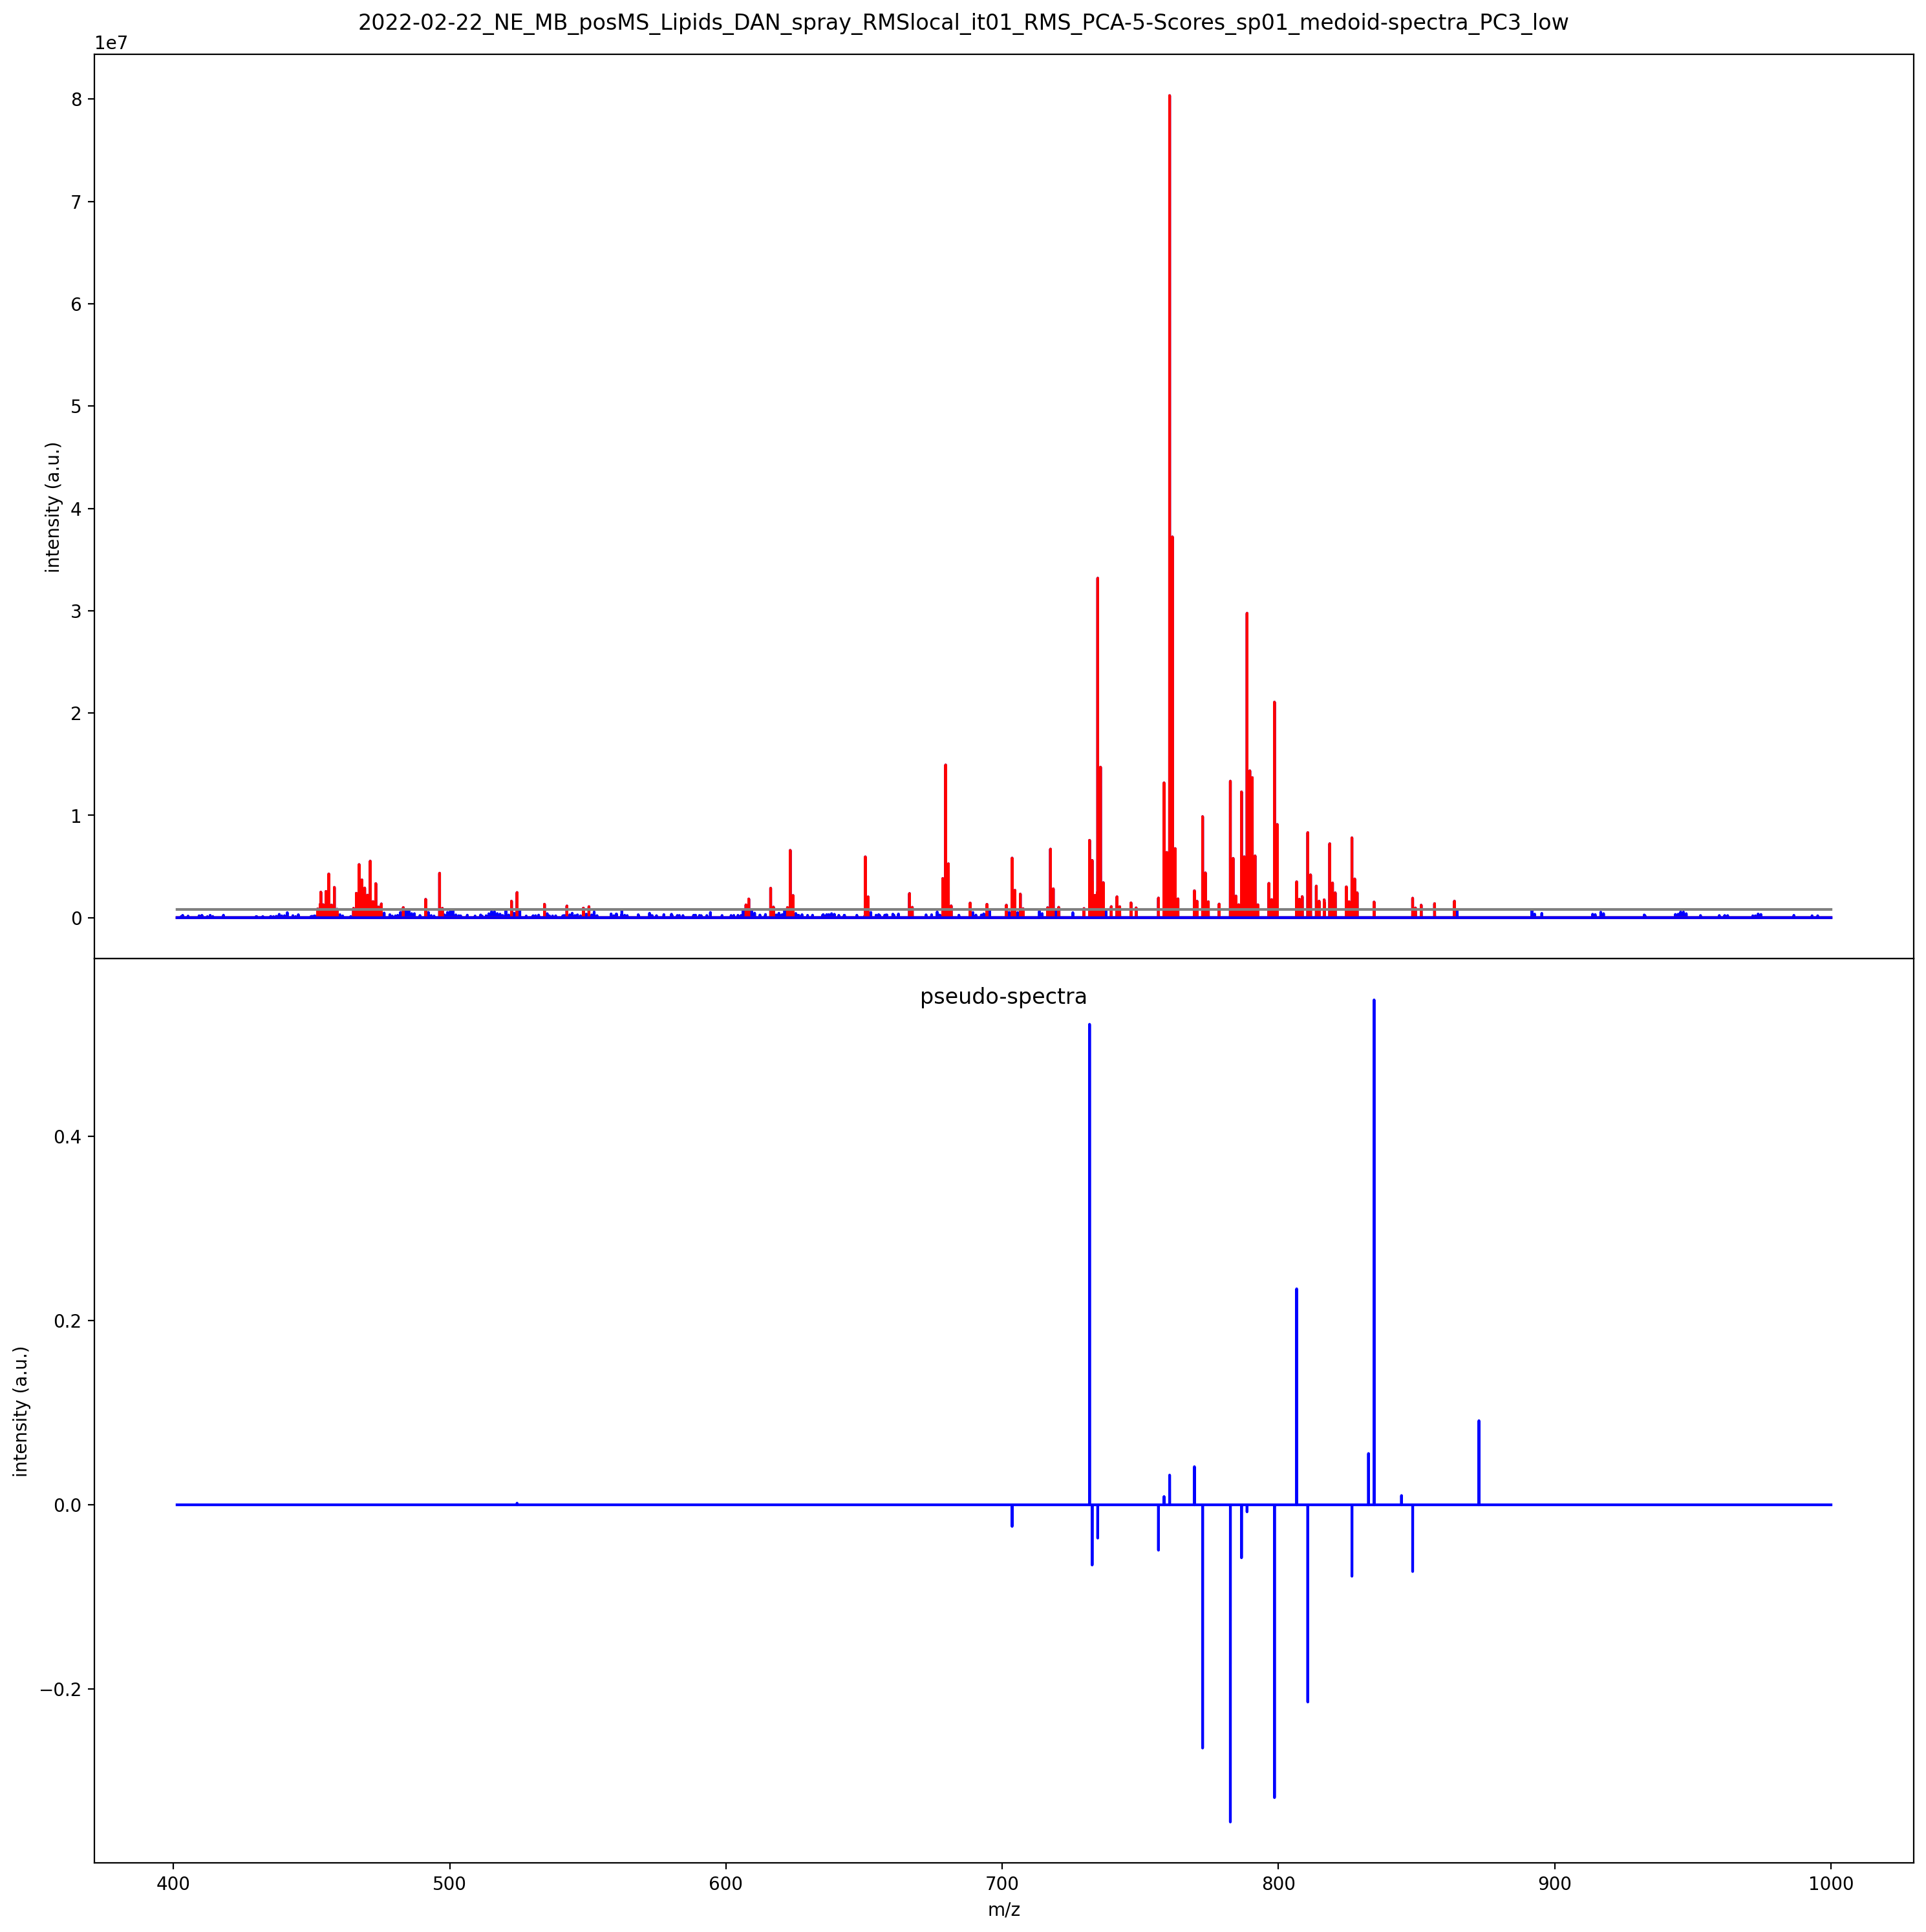 2022-02-22_NE_MB_posMS_Lipids_DAN_spray_RMSlocal_it01_RMS_PCA-5-Scores_sp01_medoid-spectra_PC3_low
1e7
8
7
6
5
4
3
2
1
0
intensity (a.u.)
pseudo-spectra
0.4
0.2
0.0
−0.2
intensity (a.u.)
400 500 600 700 800 900 1000
m/z